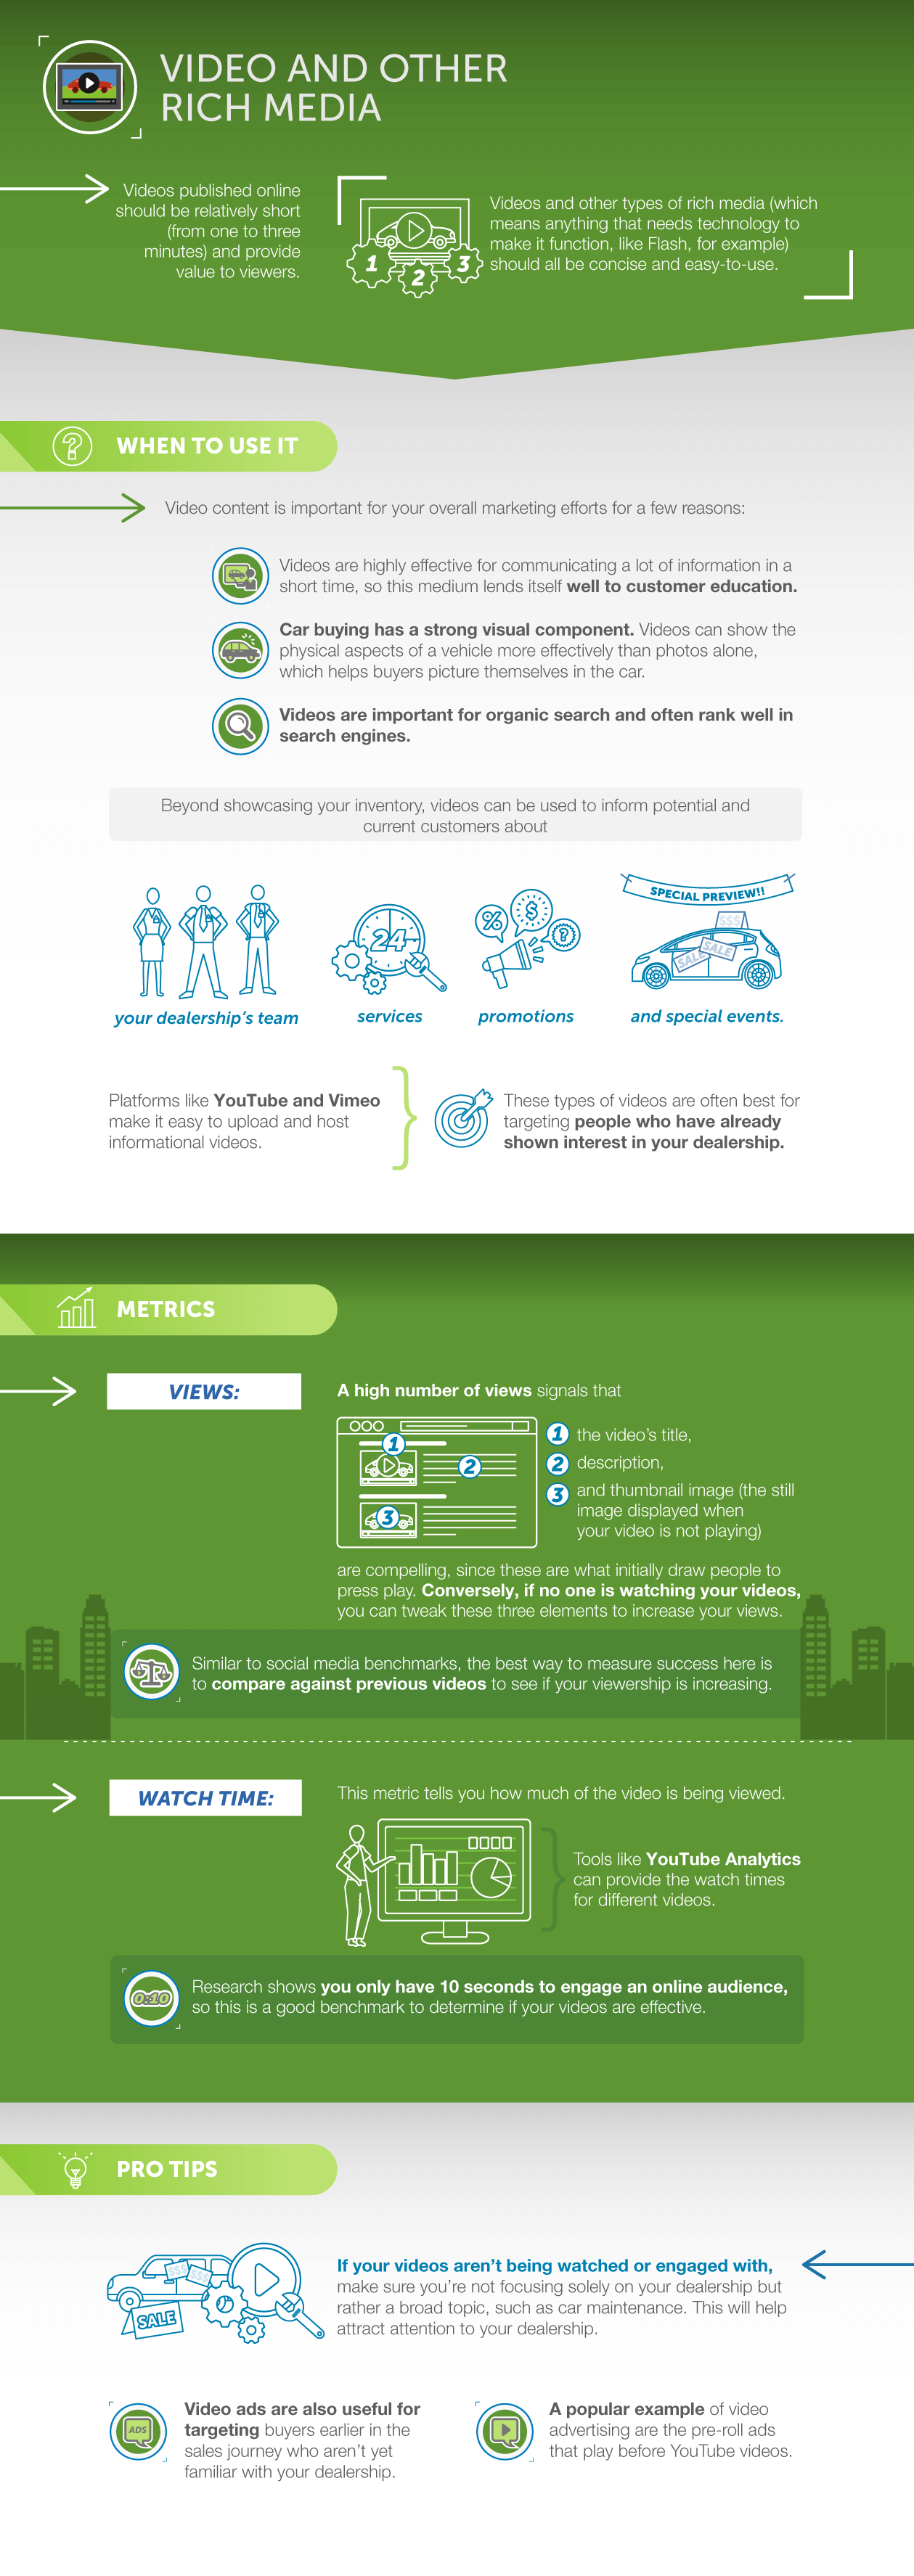 VIDEO AND OTHER
RICH MEDIA
Videos published online
should be relatively short
(from one to three
minutes) and provide
value to viewers.
1
2
3
Videos and other types of rich media (which
means anything that needs technology to
make it function, like Flash, for example)
should all be concise and easy-to-use.
?
WHEN TO USE IT
Video content is important for your overall marketing efforts for a few reasons:
Videos are highly effective for communicating a lot of information in a
short time, so this medium lends itself well to customer education.
Car buying has a strong visual component. Videos can show the
physical aspects of a vehicle more effectively than photos alone,
which helps buyers picture themselves in the car.
Videos are important for organic search and often rank well in
search engines.
Beyond showcasing your inventory, videos can be used to inform potential and
current customers about
your dealership's team
24
services
% $ ?
promotions
SPECIAL PREVIEW!!
$$$
SALE SALE
and special events.
Platforms like YouTube and Vimeo
make it easy to upload and host
informational videos.
These types of videos are often best for
targeting people who have already
shown interest in your dealership.
METRICS
VIEWS:
A high number of views signals that
1
2
3
1 the video's title,
2 description,
3 and thumbnail image (the still
image displayed when
your video is not playing)
are compelling, since these are what initially draw people to
press play. Conversely, if no one is watching your videos,
you can tweak these three elements to increase your views.
Similar to social media benchmarks, the best way to measure success here is
to compare against previous videos to see if your viewership is increasing.
WATCH TIME:
This metric tells you how much of the video is being viewed.
Tools like YouTube Analytics
can provide the watch times
for different videos.
0:10
Research shows you only have 10 seconds to engage an online audience,
so this is a good benchmark to determine if your videos are effective.
PRO TIPS
$$$ $$$
SALE
If your videos aren't being watched or engaged with,
make sure you're not focusing solely on your dealership but
rather a broad topic, such as car maintenance. This will help
attract attention to your dealership.
ADS
Video ads are also useful for
targeting buyers earlier in the
sales journey who aren't yet
familiar with your dealership.
A popular example of video
advertising are the pre-roll ads
that play before YouTube videos.